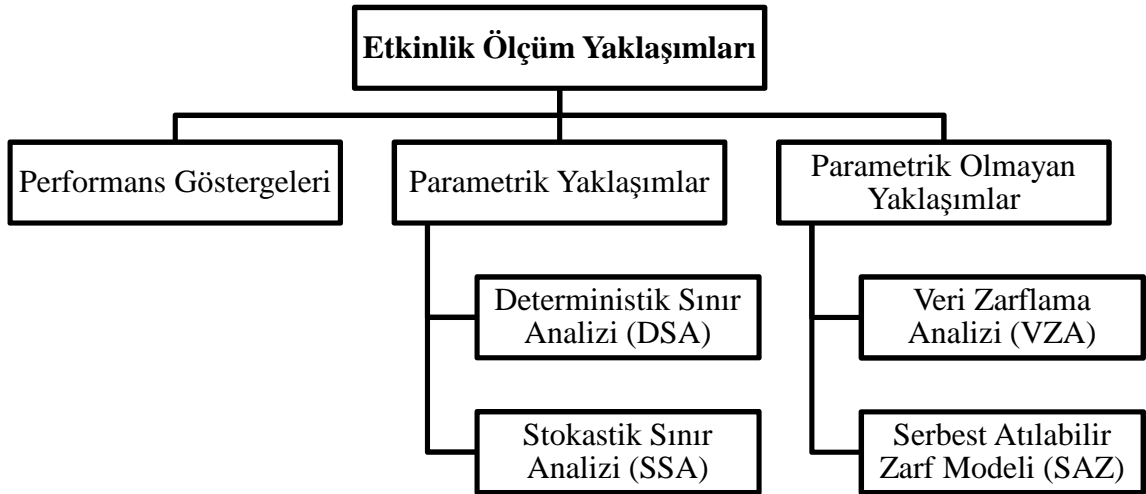 Etkinlik Ölçüm Yaklaşımları
Performans Göstergeleri
Parametrik Yaklaşımlar
Parametrik Olmayan
Yaklaşımlar
Deterministik Sınır
Analizi (DSA)
Veri Zarflama
Analizi (VZA)
Stokastik Sınır
Analizi (SSA)
Serbest Atılabilir
Zarf Modeli (SAZ)